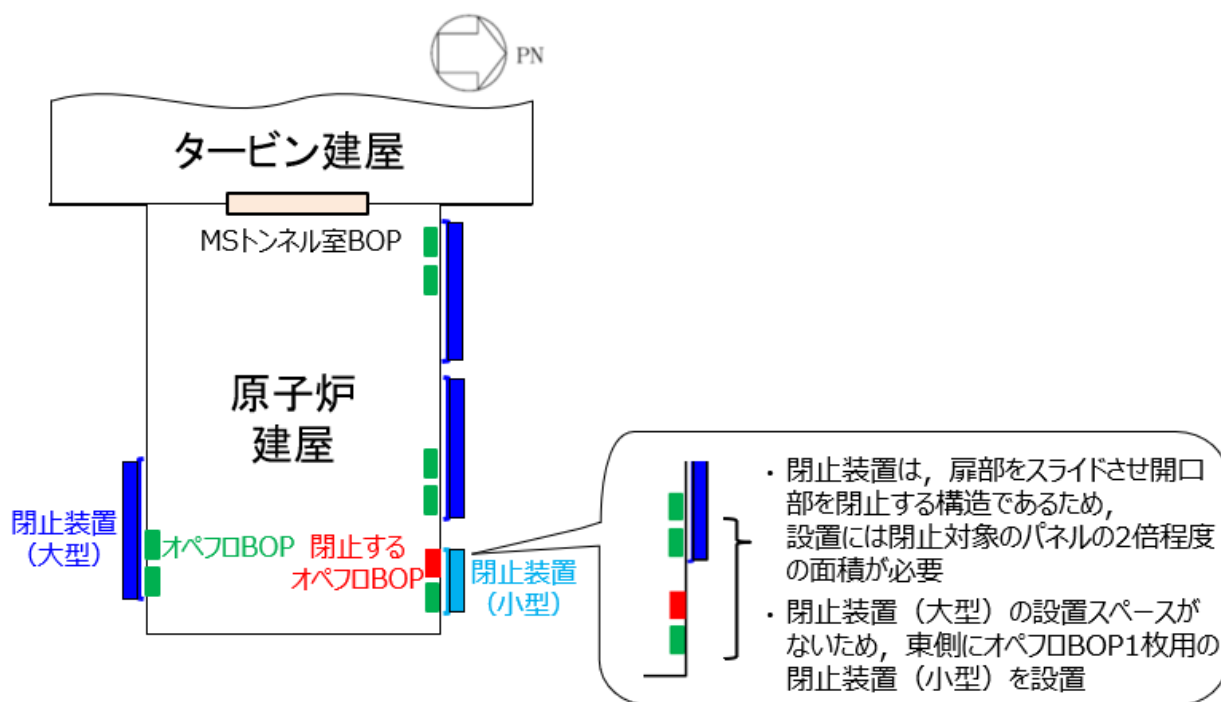 PN
タービン建屋
MSトンネル室BOP
原子炉
建屋
閉止装置
（大型）
オペフロBOP
閉止する
オペフロBOP
閉止装置
（小型）
・閉止装置は，扉部をスライドさせ開口
部を閉止する構造であるため，
設置には閉止対象のパネルの2倍程度
の面積が必要
・閉止装置（大型）の設置スペースが
ないため，東側にオペフロBOP1枚用の
閉止装置（小型）を設置